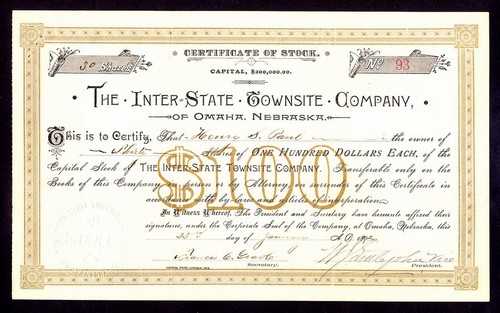 CERTIFICATE OF STOCK.
CAPITAL, $200,000.00.
30 Shares
No 93
THE INTER-STATE TOWNSITE COMPANY,
OF OMAHA, NEBRASKA.
This is to Certify, That Henry S. Paul is the owner of
Thirty Shares of ONE HUNDRED DOLLARS EACH, of the
Capital Stock of THE INTER-STATE TOWNSITE COMPANY. Transferable only on the
Books of this Company in person or by Attorney on surrender of this Certificate in
accordance with by-laws and articles of incorporation.
$100
In Witness Whereof, The President and Secretary have hereunto affixed their
signatures, under the Corporate Seal of the Company, at Omaha, Nebraska, this
day of January A.D. 
Secretary.
President.